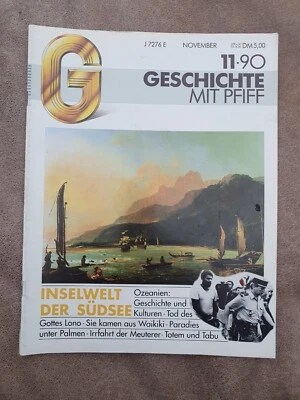 J 7276 E NOVEMBER DM 5,00
G
11·90
GESCHICHTE
MIT PFIFF
INSELWELT
DER SÜDSEE
Ozeanien:
Geschichte und
Kulturen · Tod des
Gottes Lono · Sie kamen aus Waikiki · Paradies
unter Palmen · Irrfahrt der Meuterer · Totem und Tabu